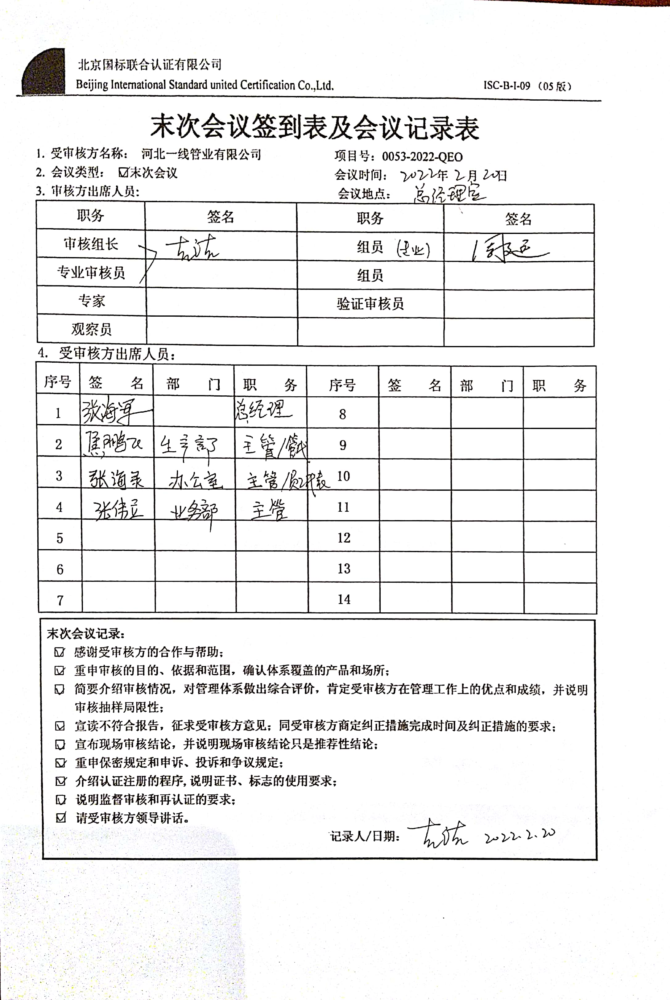 北京国标联合认证有限公司
Beijing International Standard united Certification Co.,Ltd.
ISC-B-I-09 （05 版）
末次会议签到表及会议记录表
1. 受审核方名称： 河北一线管业有限公司 项目号：0053-2022-QEO
2. 会议类型： ☑末次会议 会议时间： 2022年2月20日
3. 审核方出席人员： 会议地点： 总经理室
职务 签名 职务 签名
审核组长 组员 (专业)
专业审核员 组员
专家 验证审核员
观察员
4. 受审核方出席人员：
序号 签 名 部 门 职 务 序号 签 名 部 门 职 务
1 张海军 总经理 8
2 焦鹏飞 生产部 主管/管代 9
3 张海录 办公室 主管/员工代表 10
4 张伟立 业务部 主管 11
5 12
6 13
7 14
末次会议记录：
☑ 感谢受审核方的合作与帮助；
☑ 重申审核的目的、依据和范围，确认体系覆盖的产品和场所；
☑ 简要介绍审核情况，对管理体系做出综合评价，肯定受审核方在管理工作上的优点和成绩，并说明
审核抽样局限性；
☑ 宣读不符合报告，征求受审核方意见；同受审核方商定纠正措施完成时间及纠正措施的要求；
☑ 宣布现场审核结论，并说明现场审核结论只是推荐性结论；
☑ 重申保密规定和申诉、投诉和争议规定；
☑ 介绍认证注册的程序, 说明证书、标志的使用要求；
☑ 说明监督审核和再认证的要求；
☑ 请受审核方领导讲话。
记录人/日期： 2022.2.20